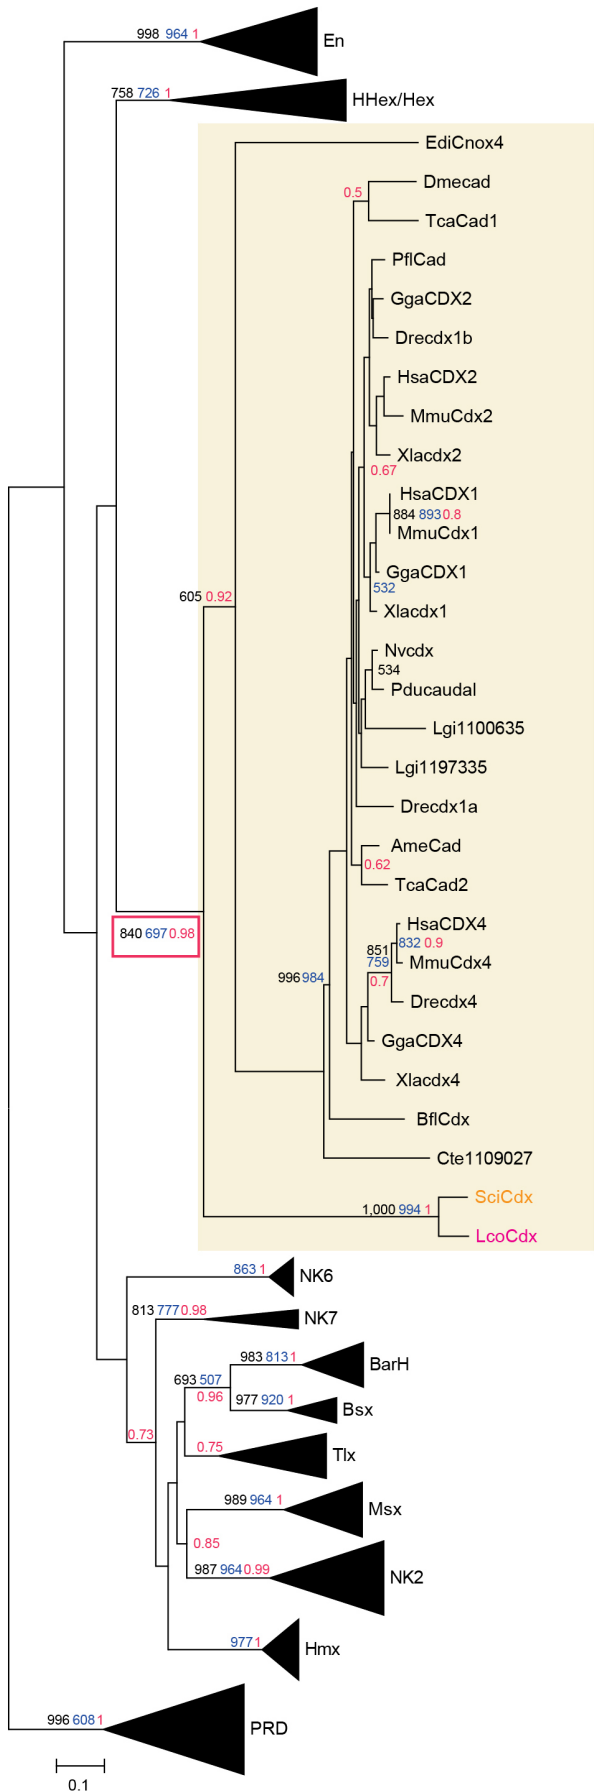 998 964 1 En
758 726 1 HHex/Hex
EdiCnox4
Dmecad
0.5
TcaCad1
PflCad
GgaCDX2
Drecdx1b
HsaCDX2
MmuCdx2
Xlacdx2
0.67
HsaCDX1
884 893 0.8
MmuCdx1
GgaCDX1
532
605 0.92
Xlacdx1
Nvcdx
534
Pducaudal
Lgi1100635
Lgi1197335
Drecdx1a
AmeCad
0.62
TcaCad2
HsaCDX4
840 697 0.98
832 0.9
851
759 MmuCdx4
996 984 0.7
Drecdx4
GgaCDX4
Xlacdx4
BflCdx
Cte1109027
SciCdx
1,000 994 1
LcoCdx
863 1 NK6
813 777 0.98 NK7
983 813 1 BarH
693 507
0.96 977 920 1 Bsx
0.73
0.75 Tlx
989 964 1 Msx
0.85
987 964 0.99 NK2
977 1 Hmx
996 608 1 PRD
0.1